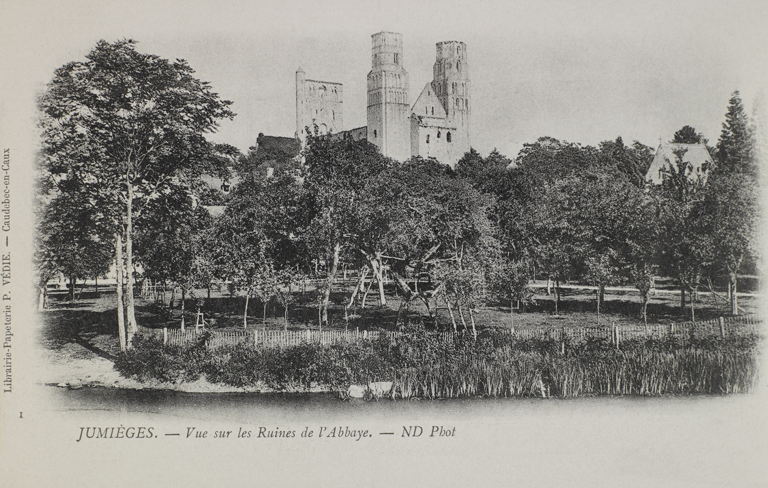 Librairie-Papeterie P. VÉDIE. — Caudebec-en-Caux
1
JUMIÈGES. — Vue sur les Ruines de l'Abbaye. — ND Phot